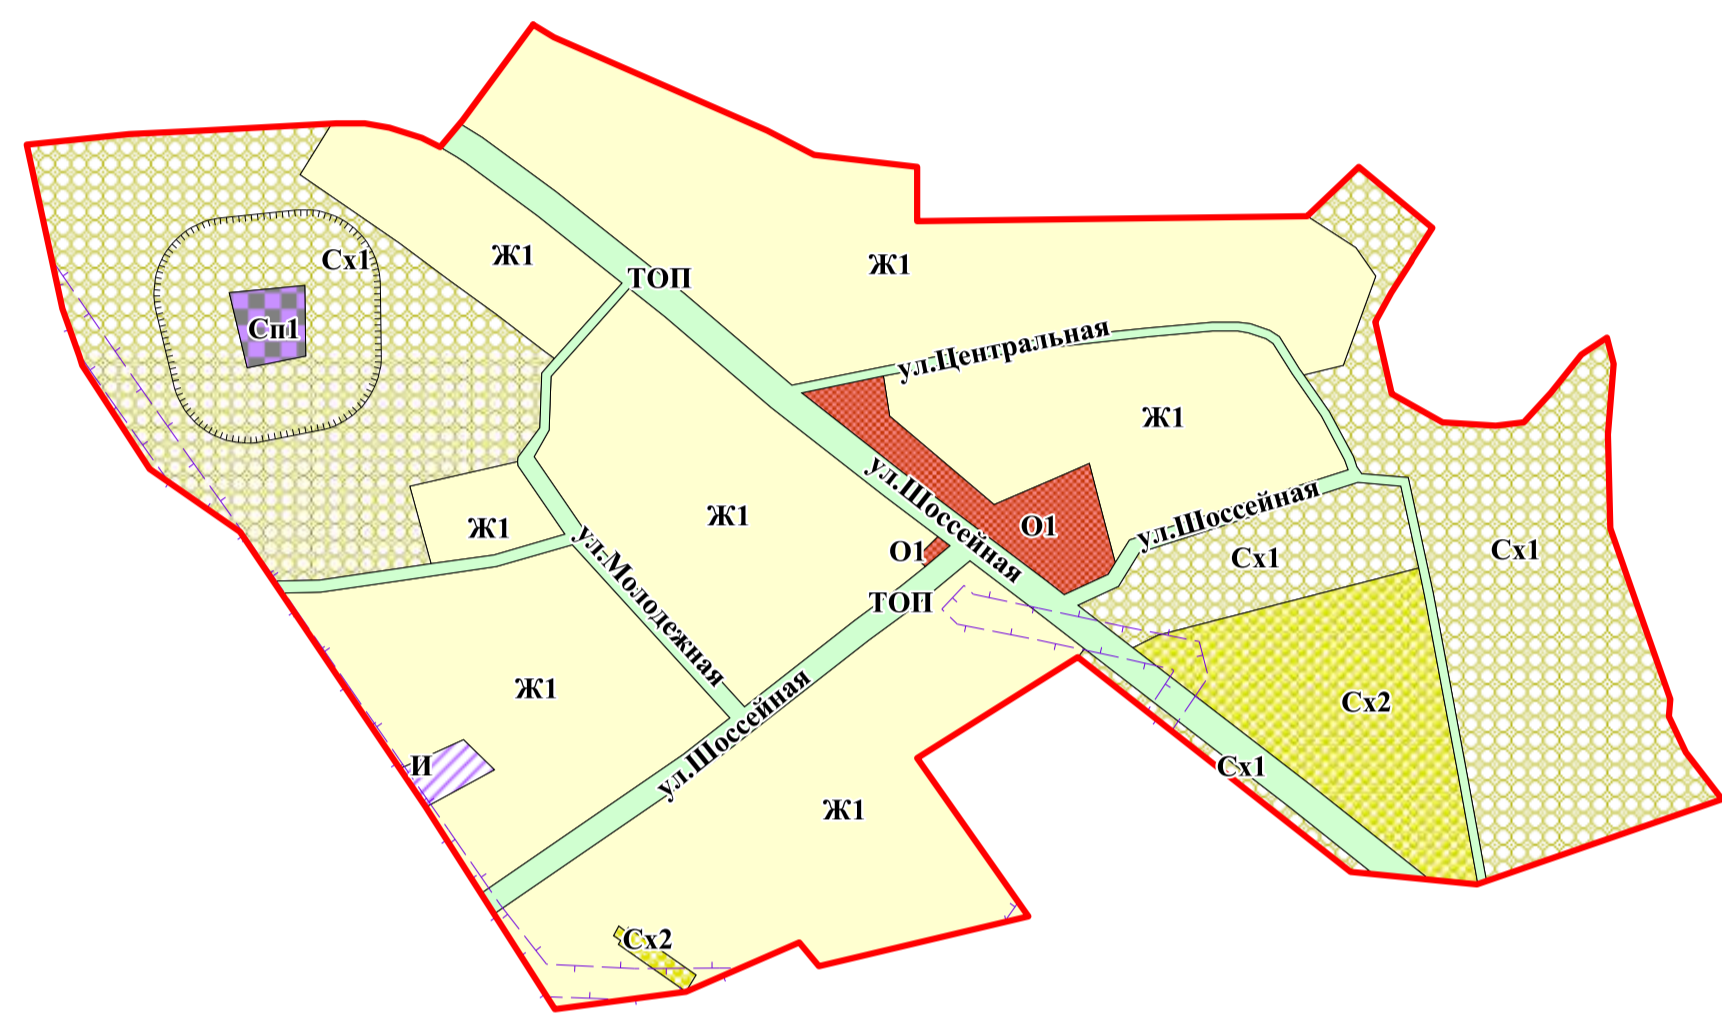 Ж1
Сх1
ТОП
Ж1
Сп1
ул.Центральная
Ж1
ул.Шоссейная
ул.Шоссейная
Ж1
Ж1
О1
О1
Сх1
Сх1
ТОП
ул.Молодежная
Ж1
Сх2
ул.Шоссейная
И
Сх1
Ж1
Сх2